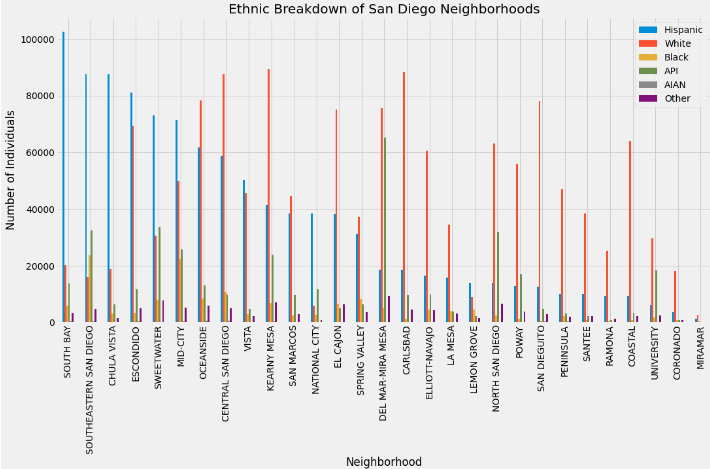 Ethnic Breakdown of San Diego Neighborhoods
Hispanic
White
Black
API
AIAN
Other
Number of Individuals
100000
80000
60000
40000
20000
0
SOUTH BAY
SOUTHEASTERN SAN DIEGO
CHULA VISTA
ESCONDIDO
SWEETWATER
MID-CITY
OCEANSIDE
CENTRAL SAN DIEGO
VISTA
KEARNY MESA
SAN MARCOS
NATIONAL CITY
EL CAJON
SPRING VALLEY
DEL MAR-MIRA MESA
CARLSBAD
ELLIOTT-NAVAJO
LA MESA
LEMON GROVE
NORTH SAN DIEGO
POWAY
SAN DIEGUITO
PENINSULA
SANTEE
RAMONA
COASTAL
UNIVERSITY
CORONADO
MIRAMAR
Neighborhood